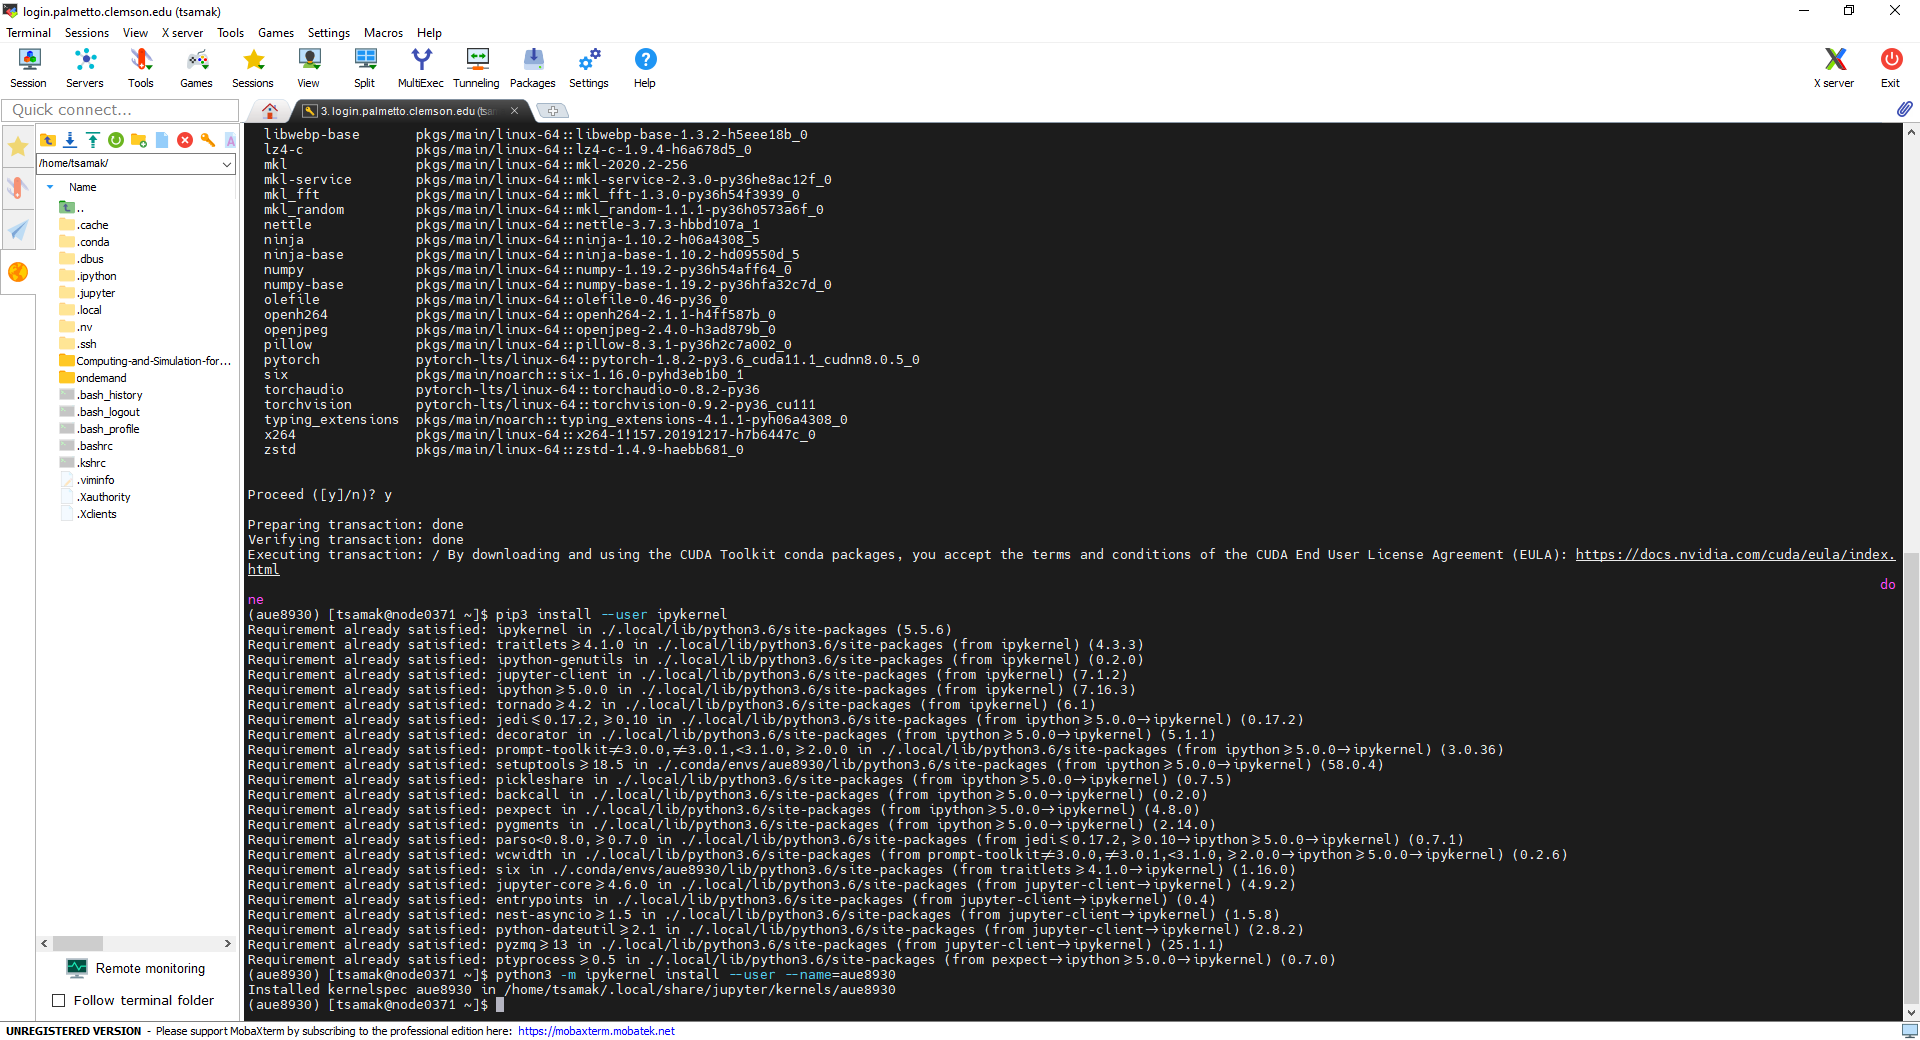 login.palmetto.clemson.edu (tsamak)
Terminal Sessions View X server Tools Games Settings Macros Help
Session Servers Tools Games Sessions View Split MultiExec Tunneling Packages Settings Help X server Exit
Quick connect...
3. login.palmetto.clemson.edu (tsa
/home/tsamak/
Name
..
.cache
.conda
.dbus
.ipython
.jupyter
.local
.nv
.ssh
Computing-and-Simulation-for...
ondemand
.bash_history
.bash_logout
.bash_profile
.bashrc
.kshrc
.viminfo
.Xauthority
.Xclients
Remote monitoring
Follow terminal folder
libwebp-base pkgs/main/linux-64::libwebp-base-1.3.2-h5eee18b_0
lz4-c pkgs/main/linux-64::lz4-c-1.9.4-h6a678d5_0
mkl pkgs/main/linux-64::mkl-2020.2-256
mkl-service pkgs/main/linux-64::mkl-service-2.3.0-py36he8ac12f_0
mkl_fft pkgs/main/linux-64::mkl_fft-1.3.0-py36h54f3939_0
mkl_random pkgs/main/linux-64::mkl_random-1.1.1-py36h0573a6f_0
nettle pkgs/main/linux-64::nettle-3.7.3-hbbd107a_1
ninja pkgs/main/linux-64::ninja-1.10.2-h06a4308_5
ninja-base pkgs/main/linux-64::ninja-base-1.10.2-hd09550d_5
numpy pkgs/main/linux-64::numpy-1.19.2-py36h54aff64_0
numpy-base pkgs/main/linux-64::numpy-base-1.19.2-py36hfa32c7d_0
olefile pkgs/main/linux-64::olefile-0.46-py36_0
openh264 pkgs/main/linux-64::openh264-2.1.1-h4ff587b_0
openjpeg pkgs/main/linux-64::openjpeg-2.4.0-h3ad879b_0
pillow pkgs/main/linux-64::pillow-8.3.1-py36h2c7a002_0
pytorch pytorch-lts/linux-64::pytorch-1.8.2-py3.6_cuda11.1_cudnn8.0.5_0
six pkgs/main/noarch::six-1.16.0-pyhd3eb1b0_1
torchaudio pytorch-lts/linux-64::torchaudio-0.8.2-py36
torchvision pytorch-lts/linux-64::torchvision-0.9.2-py36_cu111
typing_extensions pkgs/main/noarch::typing_extensions-4.1.1-pyh06a4308_0
x264 pkgs/main/linux-64::x264-1!157.20191217-h7b6447c_0
zstd pkgs/main/linux-64::zstd-1.4.9-haebb681_0
Proceed ([y]/n)? y
Preparing transaction: done
Verifying transaction: done
Executing transaction: / By downloading and using the CUDA Toolkit conda packages, you accept the terms and conditions of the CUDA End User License Agreement (EULA): https://docs.nvidia.com/cuda/eula/index.
html
do
ne
(aue8930) [tsamak@node0371 ~]$ pip3 install --user ipykernel
Requirement already satisfied: ipykernel in ./.local/lib/python3.6/site-packages (5.5.6)
Requirement already satisfied: traitlets⩾4.1.0 in ./.local/lib/python3.6/site-packages (from ipykernel) (4.3.3)
Requirement already satisfied: ipython-genutils in ./.local/lib/python3.6/site-packages (from ipykernel) (0.2.0)
Requirement already satisfied: jupyter-client in ./.local/lib/python3.6/site-packages (from ipykernel) (7.1.2)
Requirement already satisfied: ipython⩾5.0.0 in ./.local/lib/python3.6/site-packages (from ipykernel) (7.16.3)
Requirement already satisfied: tornado⩾4.2 in ./.local/lib/python3.6/site-packages (from ipykernel) (6.1)
Requirement already satisfied: jedi⩽0.17.2,⩾0.10 in ./.local/lib/python3.6/site-packages (from ipython⩾5.0.0→ipykernel) (0.17.2)
Requirement already satisfied: decorator in ./.local/lib/python3.6/site-packages (from ipython⩾5.0.0→ipykernel) (5.1.1)
Requirement already satisfied: prompt-toolkit≠3.0.0,≠3.0.1,<3.1.0,⩾2.0.0 in ./.local/lib/python3.6/site-packages (from ipython⩾5.0.0→ipykernel) (3.0.36)
Requirement already satisfied: setuptools⩾18.5 in ./.conda/envs/aue8930/lib/python3.6/site-packages (from ipython⩾5.0.0→ipykernel) (58.0.4)
Requirement already satisfied: pickleshare in ./.local/lib/python3.6/site-packages (from ipython⩾5.0.0→ipykernel) (0.7.5)
Requirement already satisfied: backcall in ./.local/lib/python3.6/site-packages (from ipython⩾5.0.0→ipykernel) (0.2.0)
Requirement already satisfied: pexpect in ./.local/lib/python3.6/site-packages (from ipython⩾5.0.0→ipykernel) (4.8.0)
Requirement already satisfied: pygments in ./.local/lib/python3.6/site-packages (from ipython⩾5.0.0→ipykernel) (2.14.0)
Requirement already satisfied: parso<0.8.0,⩾0.7.0 in ./.local/lib/python3.6/site-packages (from jedi⩽0.17.2,⩾0.10→ipython⩾5.0.0→ipykernel) (0.7.1)
Requirement already satisfied: wcwidth in ./.local/lib/python3.6/site-packages (from prompt-toolkit≠3.0.0,≠3.0.1,<3.1.0,⩾2.0.0→ipython⩾5.0.0→ipykernel) (0.2.6)
Requirement already satisfied: six in ./.conda/envs/aue8930/lib/python3.6/site-packages (from traitlets⩾4.1.0→ipykernel) (1.16.0)
Requirement already satisfied: jupyter-core⩾4.6.0 in ./.local/lib/python3.6/site-packages (from jupyter-client→ipykernel) (4.9.2)
Requirement already satisfied: entrypoints in ./.local/lib/python3.6/site-packages (from jupyter-client→ipykernel) (0.4)
Requirement already satisfied: nest-asyncio⩾1.5 in ./.local/lib/python3.6/site-packages (from jupyter-client→ipykernel) (1.5.8)
Requirement already satisfied: python-dateutil⩾2.1 in ./.local/lib/python3.6/site-packages (from jupyter-client→ipykernel) (2.8.2)
Requirement already satisfied: pyzmq⩾13 in ./.local/lib/python3.6/site-packages (from jupyter-client→ipykernel) (25.1.1)
Requirement already satisfied: ptyprocess⩾0.5 in ./.local/lib/python3.6/site-packages (from pexpect→ipython⩾5.0.0→ipykernel) (0.7.0)
(aue8930) [tsamak@node0371 ~]$ python3 -m ipykernel install --user --name=aue8930
Installed kernelspec aue8930 in /home/tsamak/.local/share/jupyter/kernels/aue8930
(aue8930) [tsamak@node0371 ~]$
UNREGISTERED VERSION - Please support MobaXterm by subscribing to the professional edition here: https://mobaxterm.mobatek.net